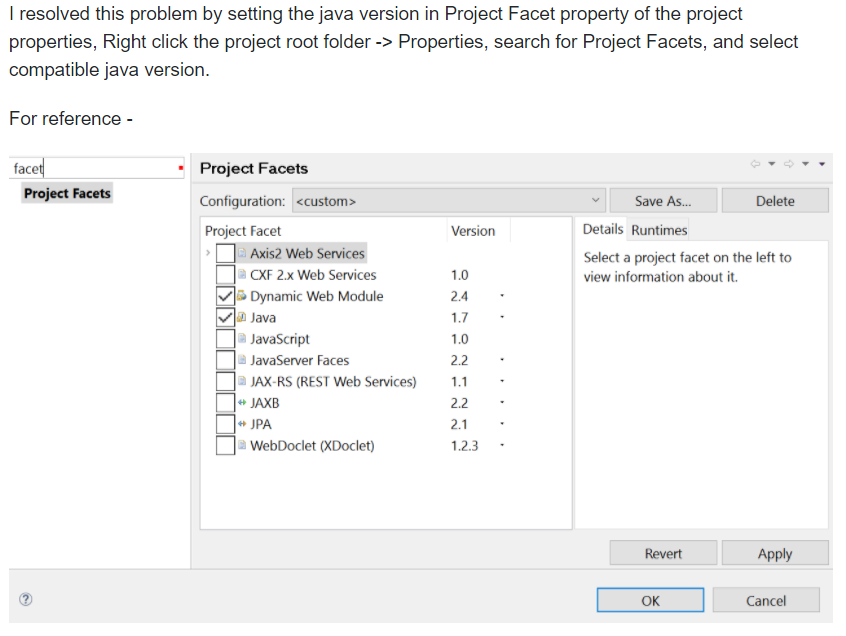 I resolved this problem by setting the java version in Project Facet property of the project
properties, Right click the project root folder -> Properties, search for Project Facets, and select
compatible java version.
For reference -
facet
Project Facets
Project Facets
Configuration: <custom> Save As... Delete
Project Facet Version
Axis2 Web Services
CXF 2.x Web Services 1.0
Dynamic Web Module 2.4
Java 1.7
JavaScript 1.0
JavaServer Faces 2.2
JAX-RS (REST Web Services) 1.1
JAXB 2.2
JPA 2.1
WebDoclet (XDoclet) 1.2.3
Details Runtimes
Select a project facet on the left to
view information about it.
Revert Apply
OK Cancel